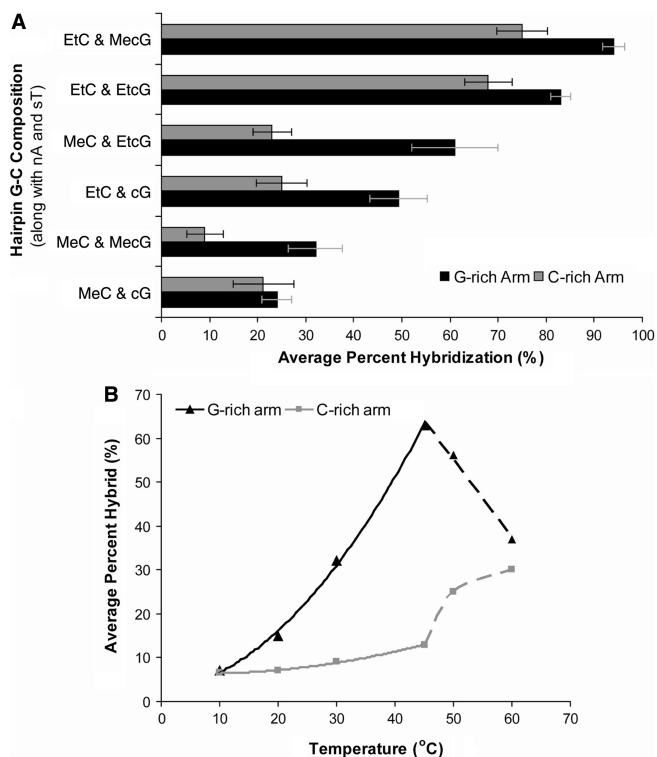 A
Hairpin G-C Composition
(along with nA and sT)
EtC & MecG
EtC & EtcG
MeC & EtcG
EtC & cG
MeC & MecG
MeC & cG
G-rich Arm
C-rich Arm
0 10 20 30 40 50 60 70 80 90 100
Average Percent Hybridization (%)
B
G-rich arm
C-rich arm
Average Percent Hybrid (%)
70
60
50
40
30
20
10
0
0 10 20 30 40 50 60 70
Temperature (°C)